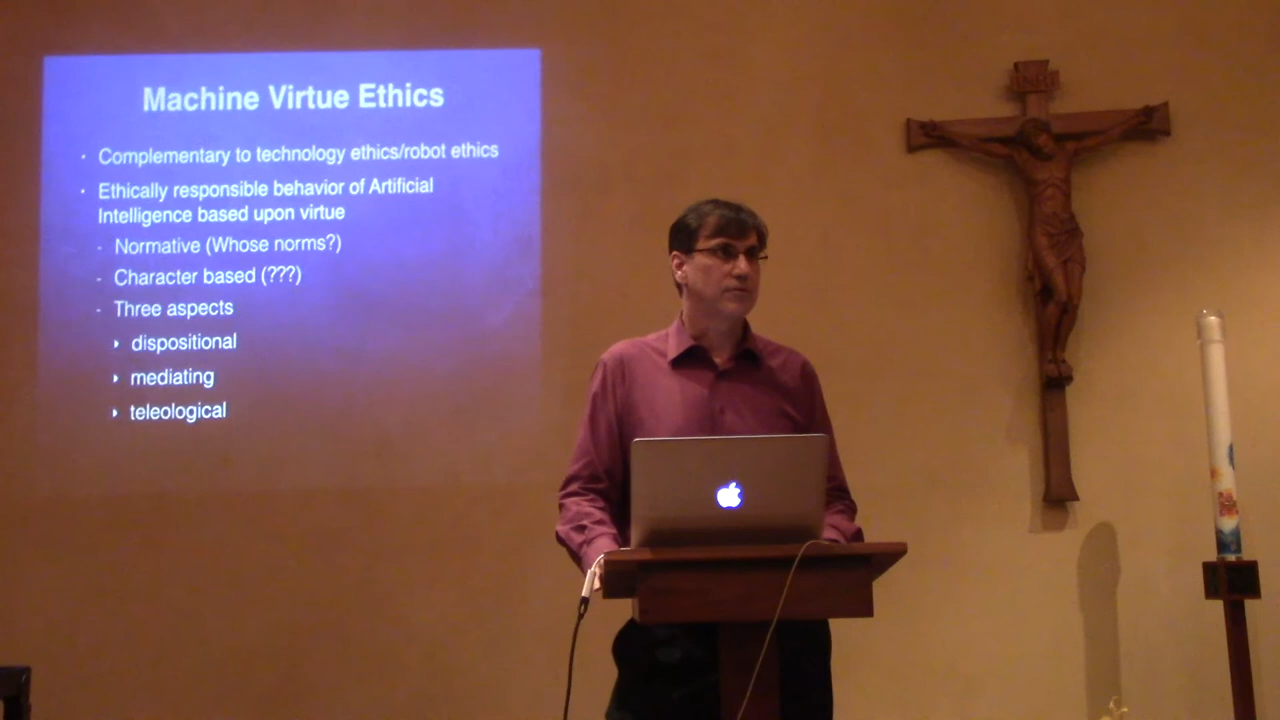 Machine Virtue Ethics
· Complementary to technology ethics/robot ethics
· Ethically responsible behavior of Artificial
Intelligence based upon virtue
- Normative (Whose norms?)
- Character based (???)
- Three aspects
‣ dispositional
‣ mediating
‣ teleological